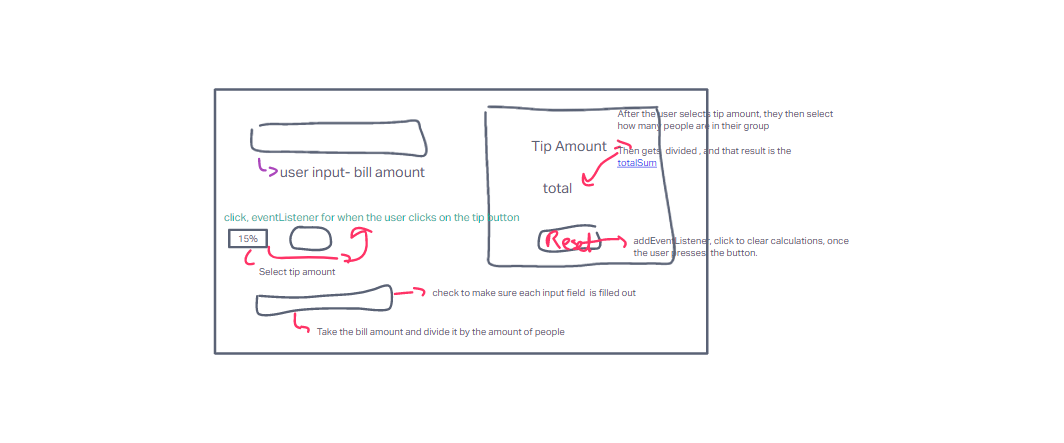 After the user selects tip amount, they then select
how many people are in their group
Tip Amount
Then gets divided , and that result is the
totalSum
user input- bill amount
total
click, eventListener for when the user clicks on the tip button
15%
Reset
addEventListener, click to clear calculations, once
the user presses the button.
Select tip amount
check to make sure each input field is filled out
Take the bill amount and divide it by the amount of people